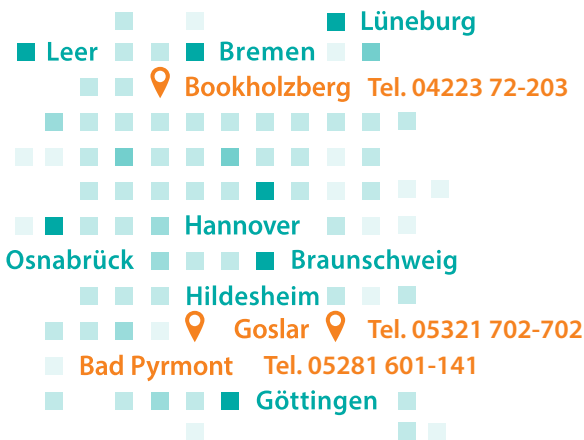 Lüneburg
Leer Bremen
Bookholzberg Tel. 04223 72-203
Hannover
Osnabrück Braunschweig
Hildesheim
Goslar Tel. 05321 702-702
Bad Pyrmont Tel. 05281 601-141
Göttingen